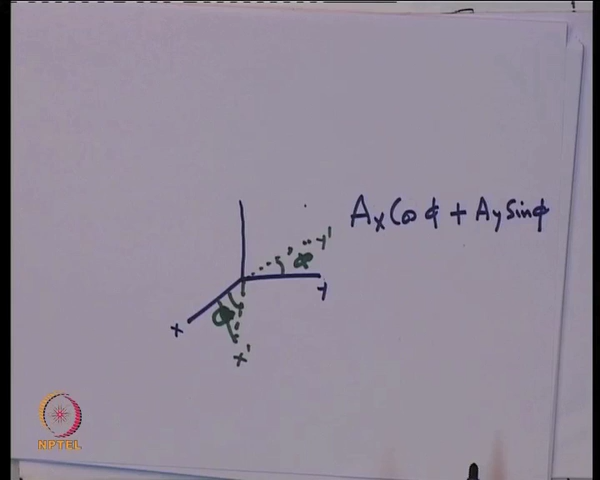 Ax Cos ϕ + Ay Sin ϕ
y'
ϕ
y
ϕ
x
x'
NPTEL